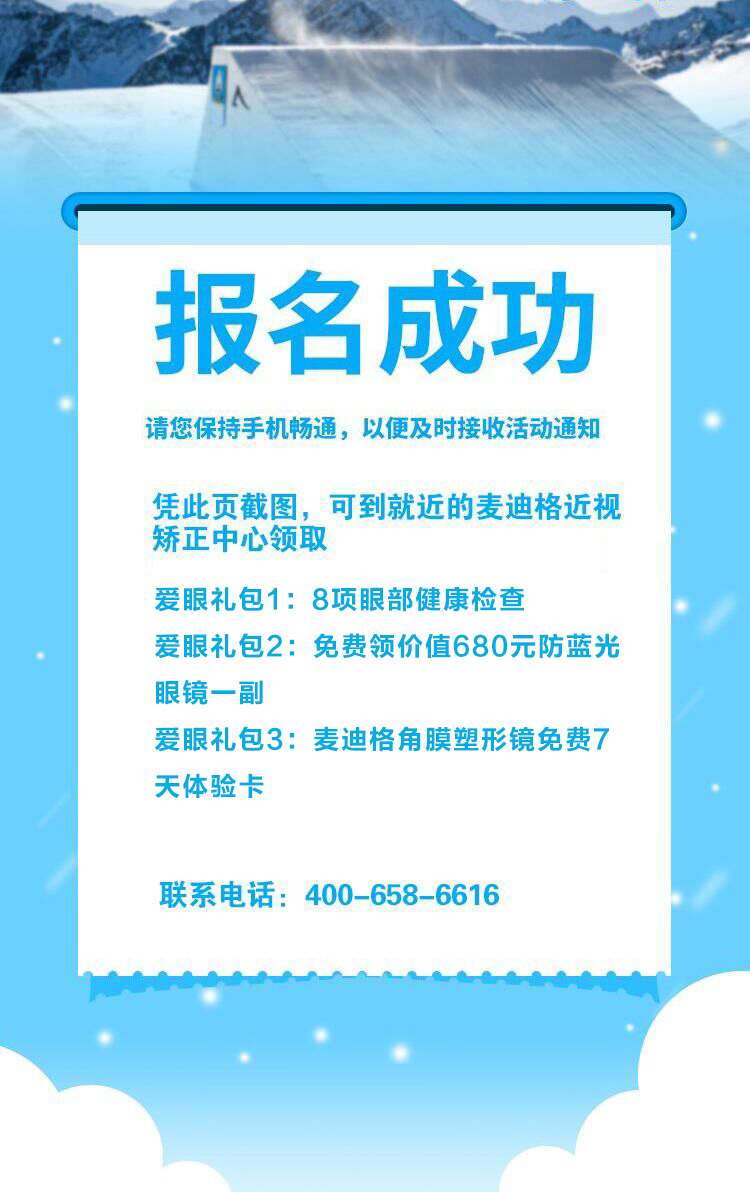 报名成功
请您保持手机畅通，以便及时接收活动通知
凭此页截图，可到就近的麦迪格近视
矫正中心领取
爱眼礼包1：8项眼部健康检查
爱眼礼包2：免费领价值680元防蓝光
眼镜一副
爱眼礼包3：麦迪格角膜塑形镜免费7
天体验卡
联系电话：400-658-6616